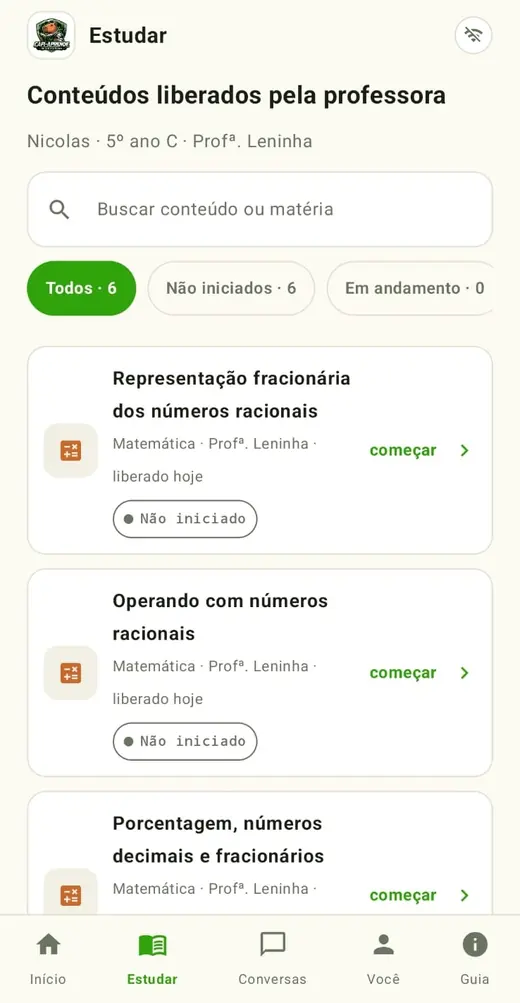 CAPI-APRENDE
Estudar
Conteúdos liberados pela professora
Nicolas · 5º ano C · Profª. Leninha
Buscar conteúdo ou matéria
Todos · 6
Não iniciados · 6
Em andamento · 0
Representação fracionária
dos números racionais
Matemática · Profª. Leninha ·
liberado hoje
Não iniciado
começar
Operando com números
racionais
Matemática · Profª. Leninha ·
liberado hoje
Não iniciado
começar
Porcentagem, números
decimais e fracionários
Matemática · Profª. Leninha ·
começar
Início
Estudar
Conversas
Você
Guia